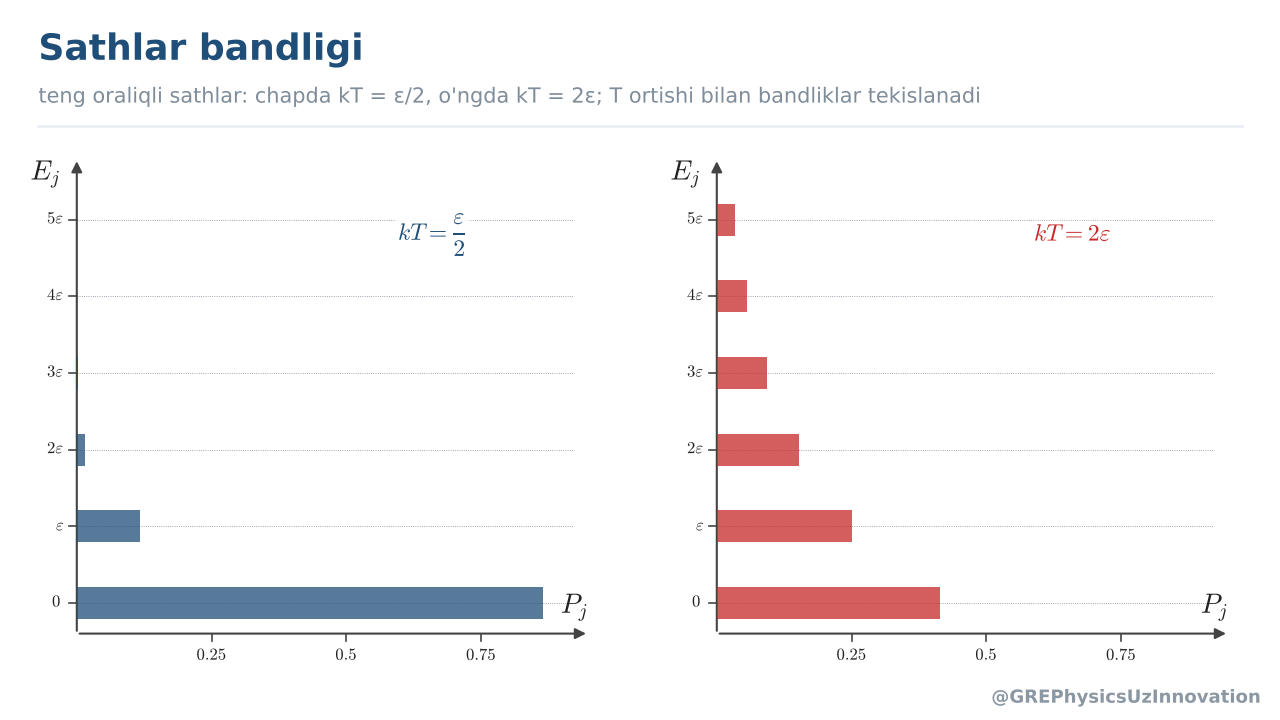 Sathlar bandligi
teng oraliqli sathlar: chapda kT = ε/2, o'ngda kT = 2ε; T ortishi bilan bandliklar tekislanadi
E_j
5ε
4ε
3ε
2ε
ε
0
kT = ε/2
P_j
0.25 0.5 0.75
E_j
5ε
4ε
3ε
2ε
ε
0
kT = 2ε
P_j
0.25 0.5 0.75
@GREPhysicsUzInnovation